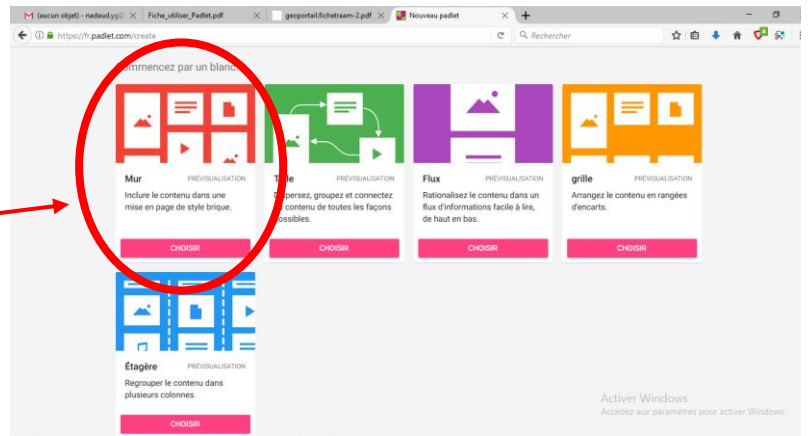 (aucun objet) - nadaud.yg
Fiche_utiliser_Padlet.pdf
geoportail.fichetraam-2.pdf
Nouveau padlet
https://fr.padlet.com/create
Rechercher
ommencez par un blanc
Mur
PRÉVISUALISATION
Inclure le contenu dans une
mise en page de style brique.
CHOISIR
PRÉVISUALISATION
persez, groupez et connectez
contenu de toutes les façons
possibles.
CHOISIR
Flux
PRÉVISUALISATION
Rationalisez le contenu dans un
flux d'informations facile à lire,
de haut en bas.
CHOISIR
grille
PRÉVISUALISATION
Arrangez le contenu en rangées
d'encarts.
CHOISIR
Étagère
PRÉVISUALISATION
Regrouper le contenu dans
plusieurs colonnes.
CHOISIR
Activer Windows
Accédez aux paramètres pour activer Windows.